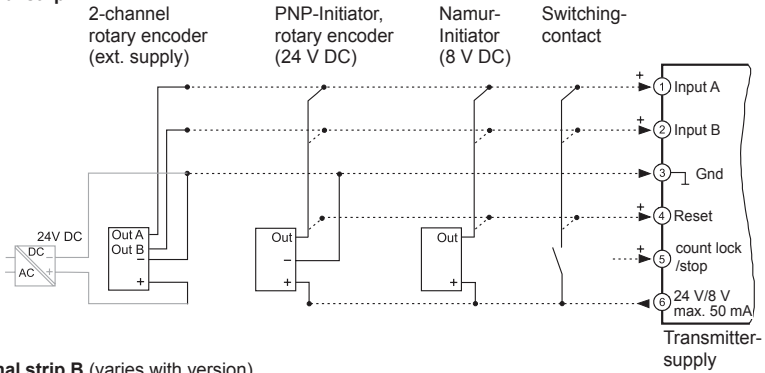 2-channel
rotary encoder
(ext. supply)
PNP-Initiator,
rotary encoder
(24 V DC)
Namur-
Initiator
(8 V DC)
Switching-
contact
+
1 Input A
+
2 Input B
3 Gnd
+
4 Reset
+
5 count lock
/stop
6 24 V/8 V
max. 50 mA
Transmitter-
supply
24V DC
DC −
AC +
Out A
Out B
−
+
Out
−
+
Out
+
nal strip B (varies with version)